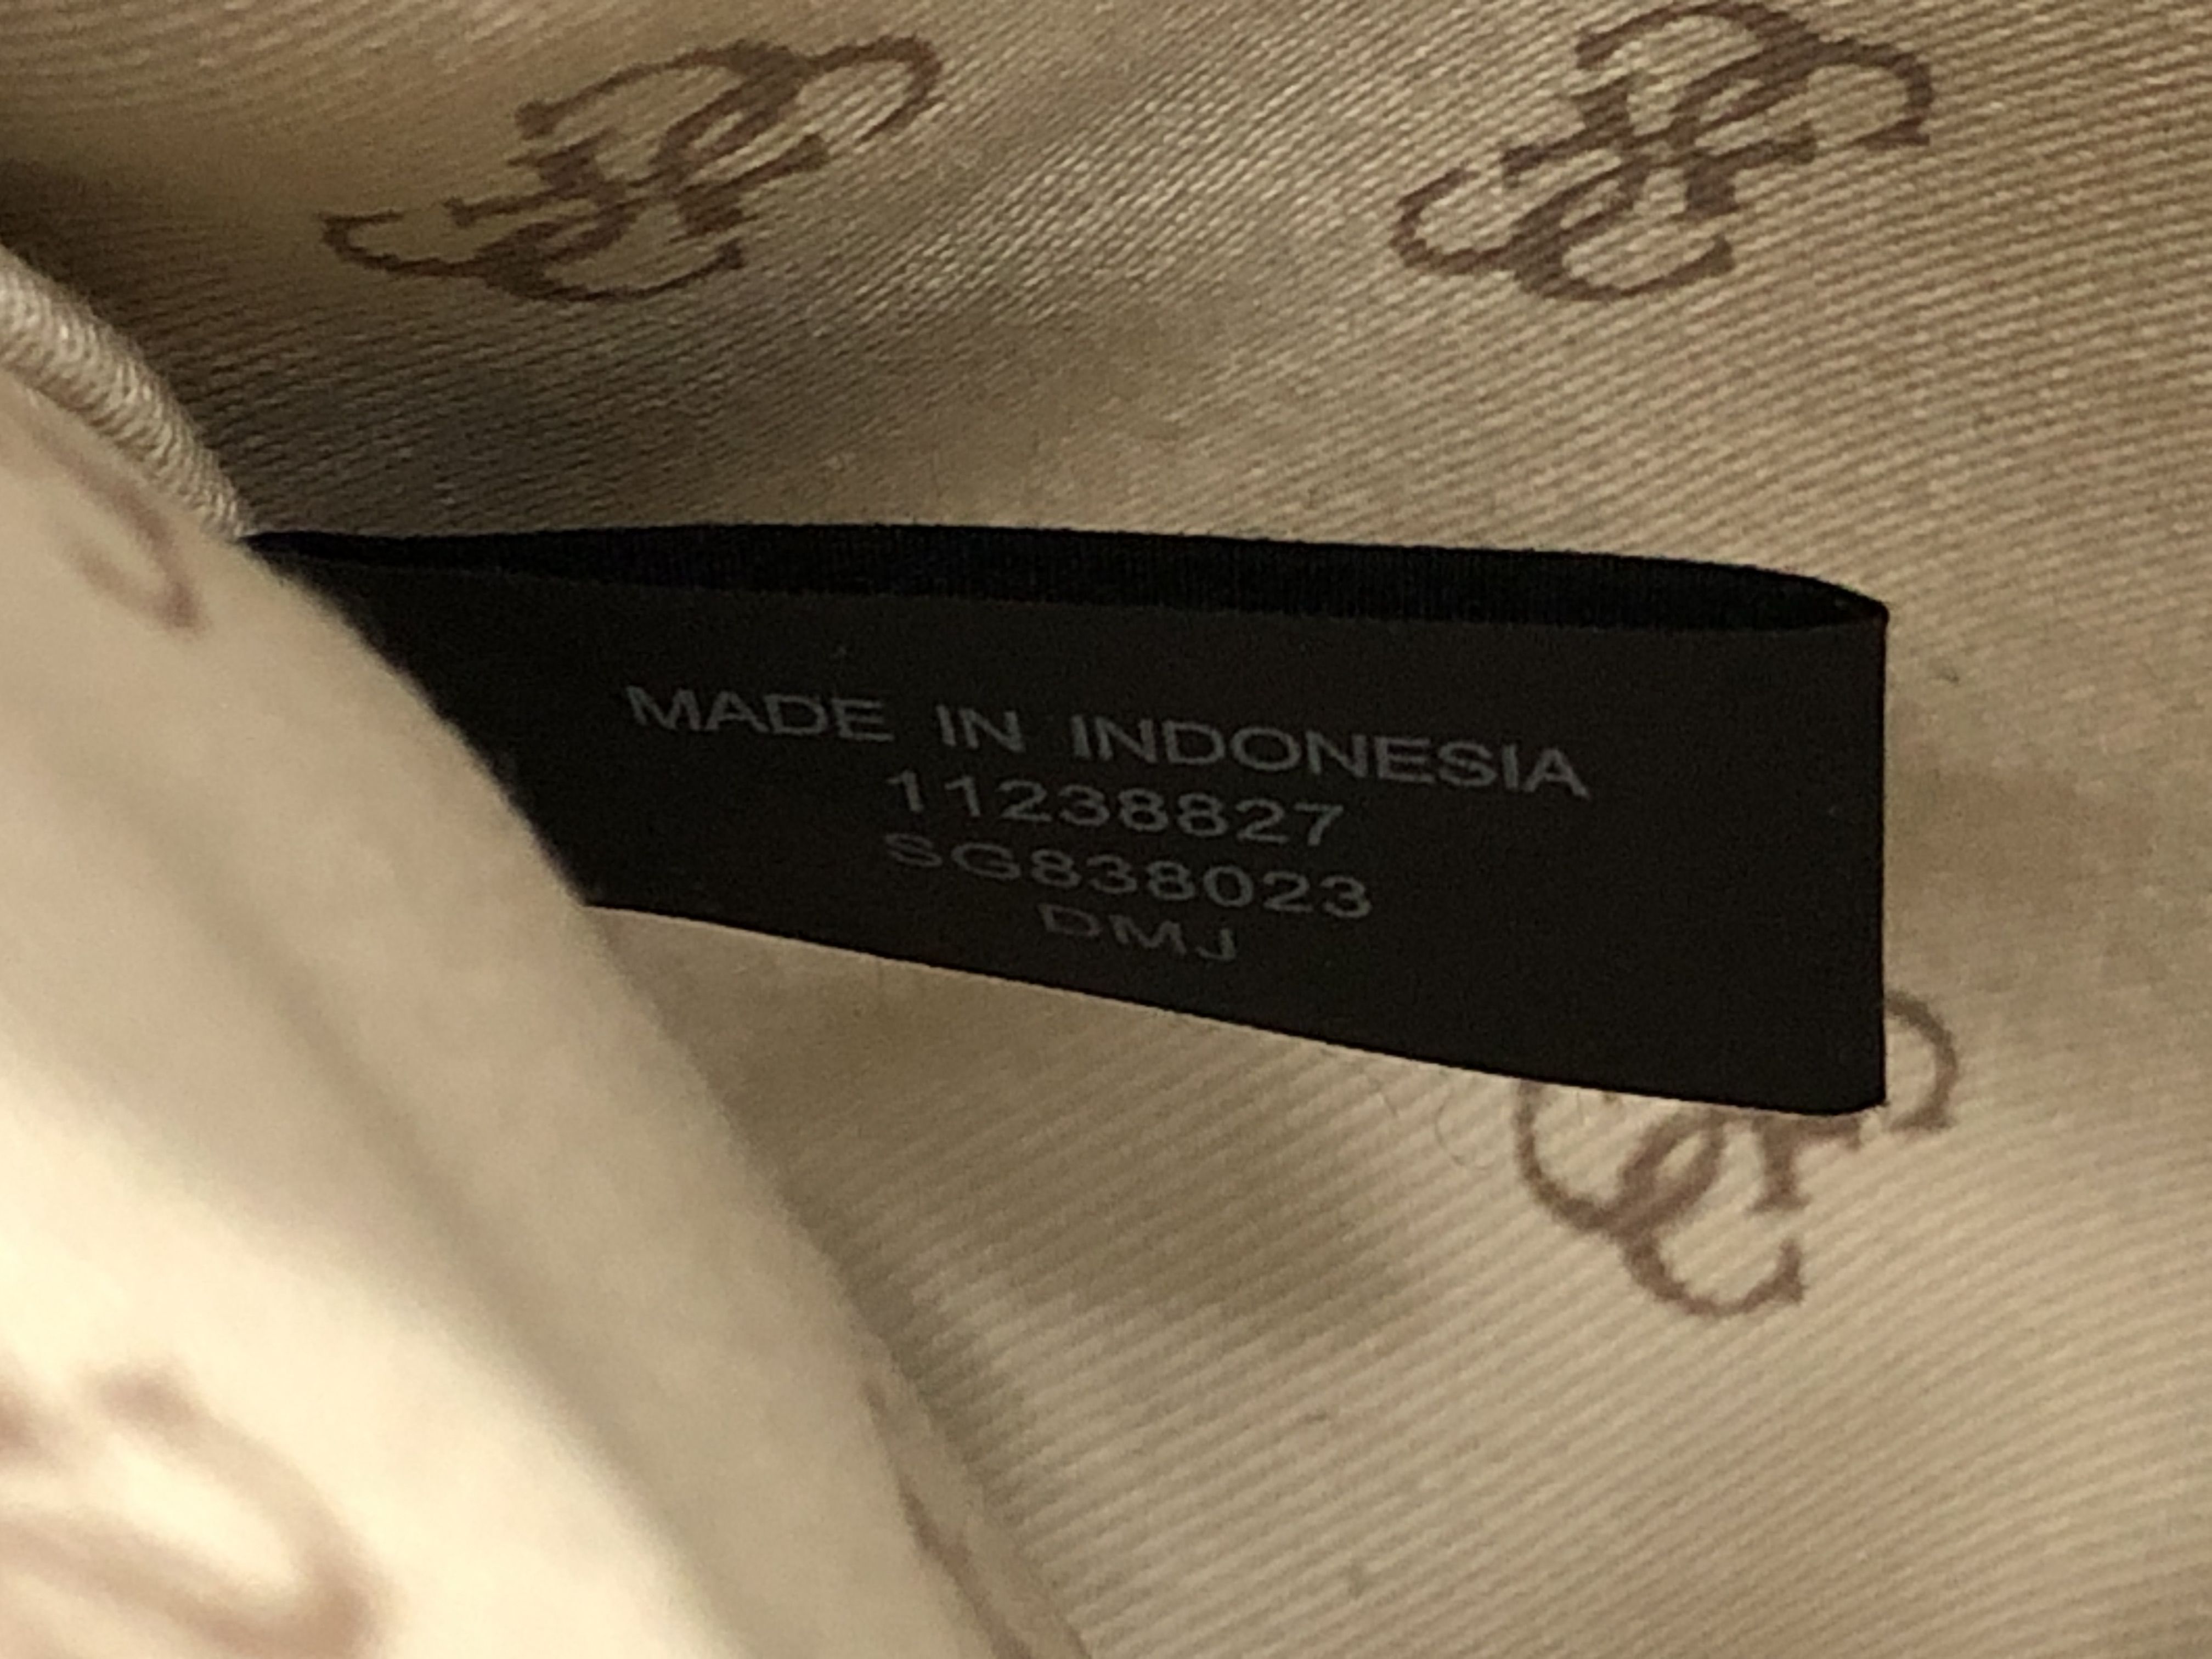 MADE IN INDONESIA
11238827
SG838023
DMJ